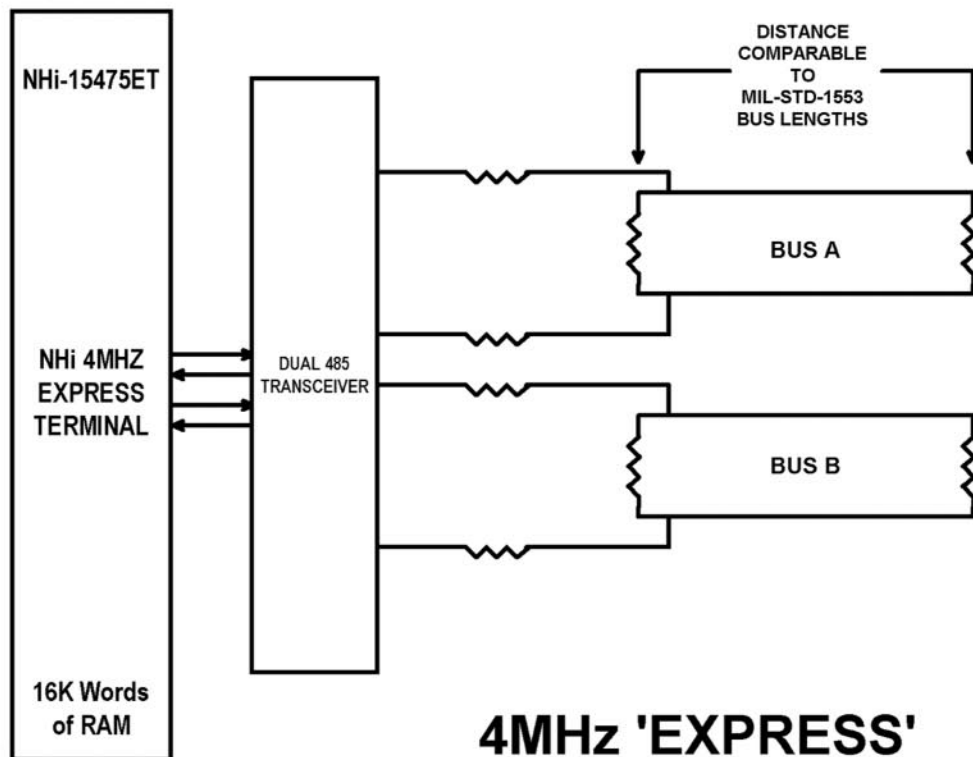 NHi-15475ET
NHi 4MHZ
EXPRESS
TERMINAL
16K Words
of RAM
DUAL 485
TRANSCEIVER
DISTANCE
COMPARABLE
TO
MIL-STD-1553
BUS LENGTHS
BUS A
BUS B
4MHz 'EXPRESS'